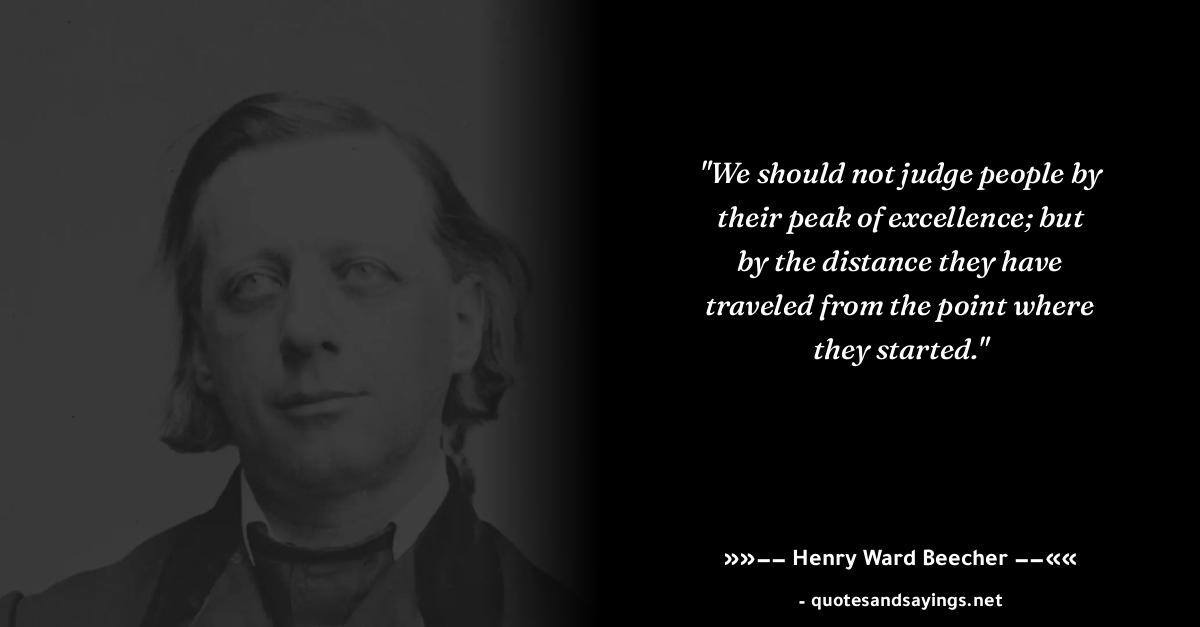 "We should not judge people by
their peak of excellence; but
by the distance they have
traveled from the point where
they started."
»»–– Henry Ward Beecher ––««
- quotesandsayings.net